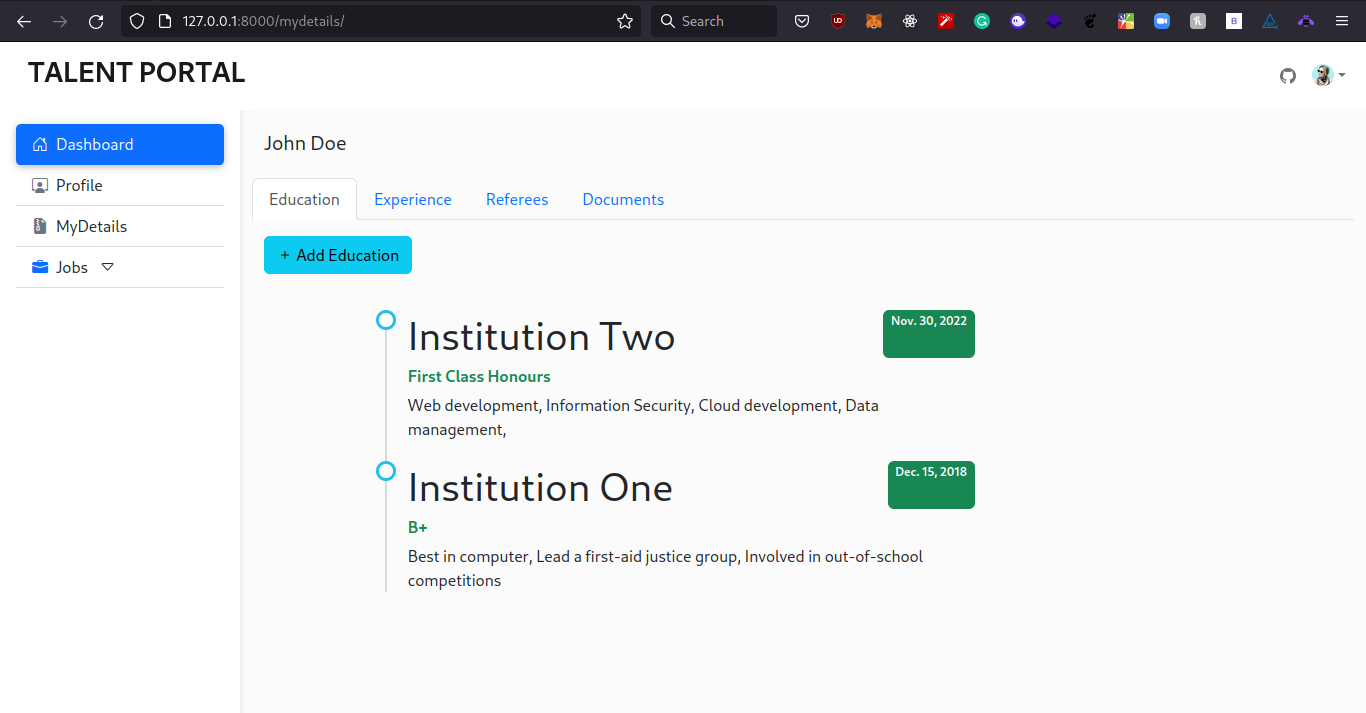 127.0.0.1:8000/mydetails/
Search
TALENT PORTAL
Dashboard
Profile
MyDetails
Jobs
John Doe
Education Experience Referees Documents
+ Add Education
Institution Two
Nov. 30, 2022
First Class Honours
Web development, Information Security, Cloud development, Data
management,
Institution One
Dec. 15, 2018
B+
Best in computer, Lead a first-aid justice group, Involved in out-of-school
competitions